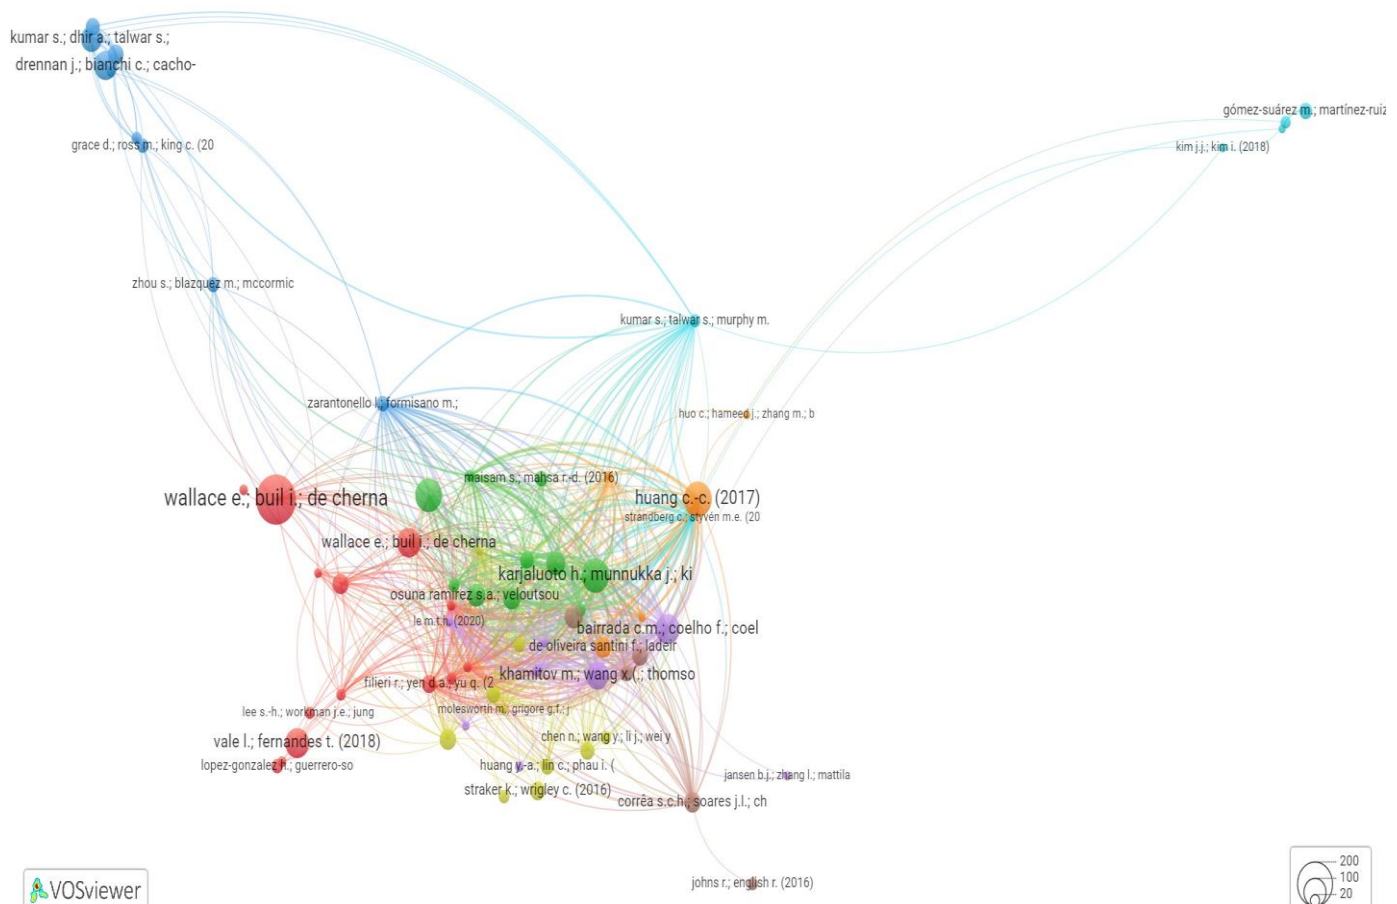 kumar s.; dhir a.; talwar s.;
drennan j.; bianchi c.; cacho-
gómez-suárez m.; martínez-ruiz
grace d.; ross m.; king c. (20
kim j.j.; kim i. (2018)
zhou s.; blazquez m.; mccormic
kumar s.; talwar s.; murphy m.
zarantonello l.; formisano m.;
huo c.; hameed j.; zhang m.; b
maisam s.; mahsa r.-d. (2016)
wallace e.; buil i.; de cherna
huang c.-c. (2017)
strandberg c.; styvén m.e. (20
wallace e.; buil i.; de cherna
karjaluoto h.; munnukka j.; ki
osuna ramírez s.a.; veloutsou
le m.t.h. (2020)
bairrada c.m.; coelho f.; coel
de oliveira santini f.; ladeir
khamitov m.; wang x.(.; thomso
filieri r.; yen d.a.; yu q. (2
lee s.-h.; workman j.e.; jung
molesworth m.; grigore g.f.; j
chen n.; wang y.; li j.; wei y
vale l.; fernandes t. (2018)
lopez-gonzalez h.; guerrero-so
huang y.-a.; lin c.; phau i. (
jansen b.j.; zhang l.; mattila
straker k.; wrigley c. (2016)
corrêa s.c.h.; soares j.l.; ch
johns r.; english r. (2016)
VOSviewer
200
100
20